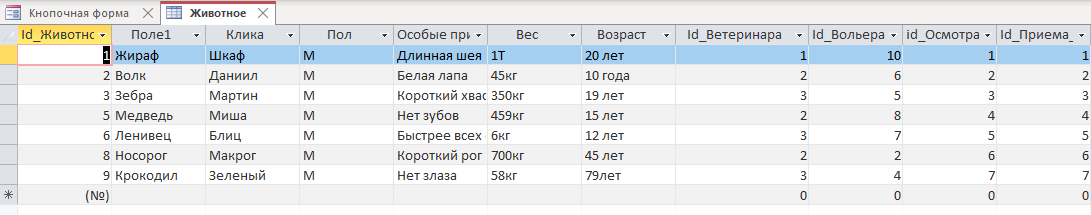 Кнопочная форма Животное
Id_Животнс Поле1 Клика Пол Особые при Вес Возраст Id_Ветеринара Id_Вольера id_Осмотра Id_Приема_
1 Жираф Шкаф М Длинная шея 1Т 20 лет 1 10 1 1
2 Волк Даниил М Белая лапа 45кг 10 года 2 6 2 2
3 Зебра Мартин М Короткий хвас 350кг 19 лет 3 5 3 3
5 Медведь Миша М Нет зубов 459кг 15 лет 2 8 4 4
6 Ленивец Блиц М Быстрее всех 6кг 12 лет 3 7 5 5
8 Носорог Макрог М Короткий рог 700кг 45 лет 2 2 6 6
9 Крокодил Зеленый М Нет злаза 58кг 79лет 3 4 7 7
(№) 0 0 0 0